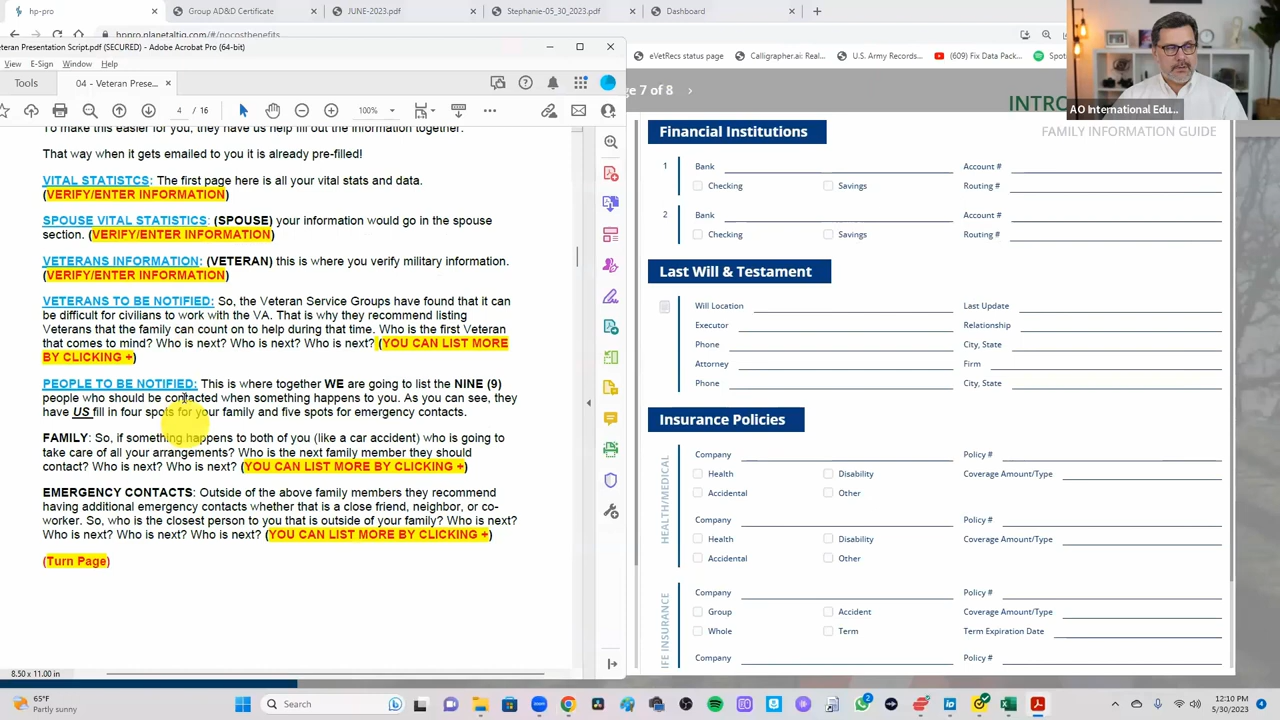 hp-pro
Group AD&D Certificate
JUNE-2023.pdf
Stephanie-05_30_2023.pdf
Dashboard
hp-pro.planetaltig.com/nocostbenefits
eteran Presentation Script.pdf (SECURED) - Adobe Acrobat Pro (64-bit)
View E-Sign Window Help
eVetRecs status page
Calligrapher.ai: Real...
U.S. Army Records...
(609) Fix Data Pack...
Spot
Tools
04 - Veteran Prese...
ge 7 of 8
4 / 16
100%
AO International Edu...
To make this easier for you, they have us help fill out the information together.
That way when it gets emailed to you it is already pre-filled!
VITAL STATISTCS: The first page here is all your vital stats and data.
(VERIFY/ENTER INFORMATION)
SPOUSE VITAL STATISTICS: (SPOUSE) your information would go in the spouse
section. (VERIFY/ENTER INFORMATION)
VETERANS INFORMATION: (VETERAN) this is where you verify military information.
(VERIFY/ENTER INFORMATION)
VETERANS TO BE NOTIFIED: So, the Veteran Service Groups have found that it can
be difficult for civilians to work with the VA. That is why they recommend listing
Veterans that the family can count on to help during that time. Who is the first Veteran
that comes to mind? Who is next? Who is next? Who is next? (YOU CAN LIST MORE
BY CLICKING +)
PEOPLE TO BE NOTIFIED: This is where together WE are going to list the NINE (9)
people who should be contacted when something happens to you. As you can see, they
have US fill in four spots for your family and five spots for emergency contacts.
FAMILY: So, if something happens to both of you (like a car accident) who is going to
take care of all your arrangements? Who is the next family member they should
contact? Who is next? Who is next? (YOU CAN LIST MORE BY CLICKING +)
EMERGENCY CONTACTS: Outside of the above family members they recommend
having additional emergency contacts whether that is a close friend, neighbor, or co-
worker. So, who is the closest person to you that is outside of your family? Who is next?
Who is next? Who is next? Who is next? (YOU CAN LIST MORE BY CLICKING +)
(Turn Page)
8.50 x 11.00 in
INTRO
FAMILY INFORMATION GUIDE
Financial Institutions
1 Bank Account #
Checking Savings Routing #
2 Bank Account #
Checking Savings Routing #
Last Will & Testament
Will Location Last Update
Executor Relationship
Phone City, State
Attorney Firm
Phone City, State
Insurance Policies
HEALTH/MEDICAL
Company Policy #
Health Disability Coverage Amount/Type
Accidental Other
Company Policy #
Health Disability Coverage Amount/Type
Accidental Other
IFE INSURANCE
Company Policy #
Group Accident Coverage Amount/Type
Whole Term Term Expiration Date
Company Policy #
65°F
Partly sunny
Search
2
12:10 PM
5/30/2023
4